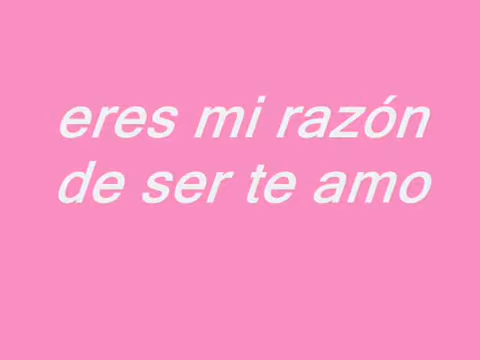 eres mi razón
de ser te amo